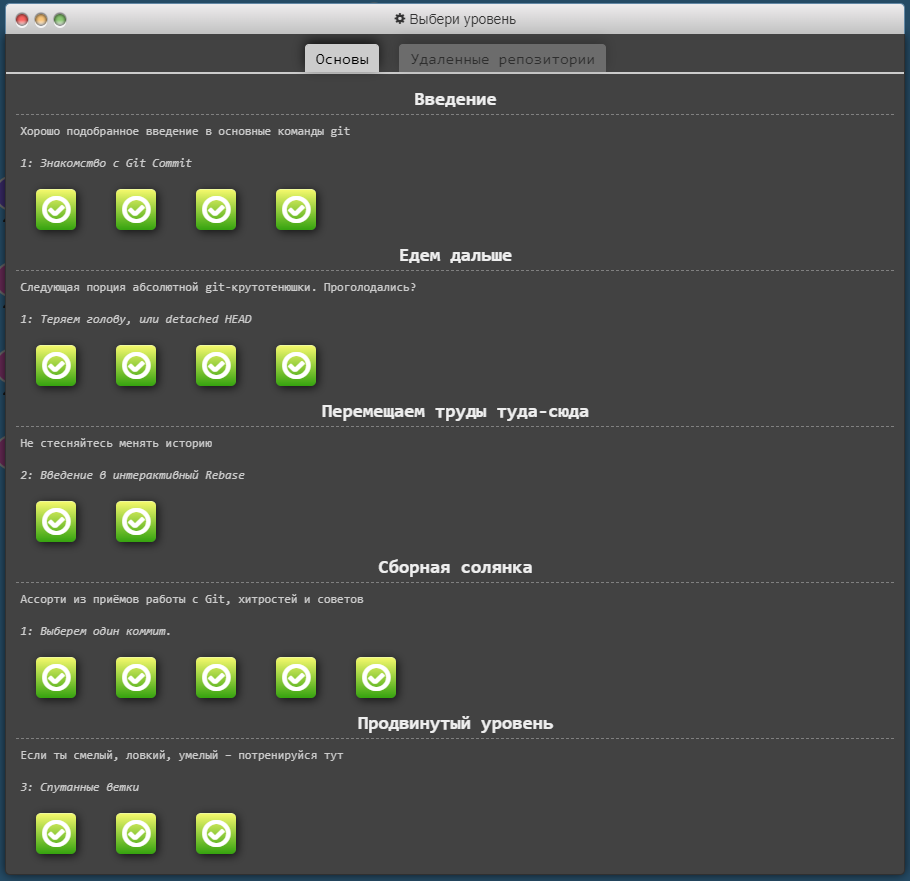 Выбери уровень
Основы
Удаленные репозитории
Введение
Хорошо подобранное введение в основные команды git
1: Знакомство с Git Commit
Едем дальше
Следующая порция абсолютной git-крутотенюшки. Проголодались?
1: Теряем голову, или detached HEAD
Перемещаем труды туда-сюда
Не стесняйтесь менять историю
2: Введение в интерактивный Rebase
Сборная солянка
Ассорти из приёмов работы с Git, хитростей и советов
1: Выберем один коммит.
Продвинутый уровень
Если ты смелый, ловкий, умелый – потренируйся тут
3: Спутанные ветки